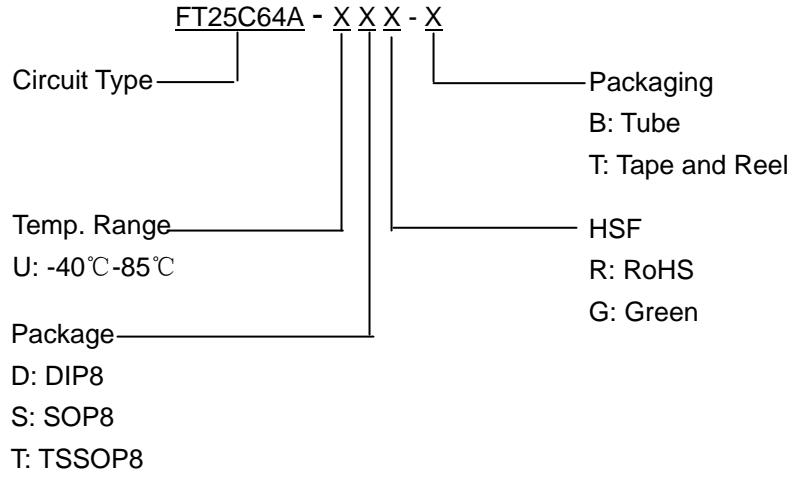 FT25C64A - X X X - X
Circuit Type
Packaging
B: Tube
T: Tape and Reel
Temp. Range
U: -40℃-85℃
HSF
R: RoHS
G: Green
Package
D: DIP8
S: SOP8
T: TSSOP8